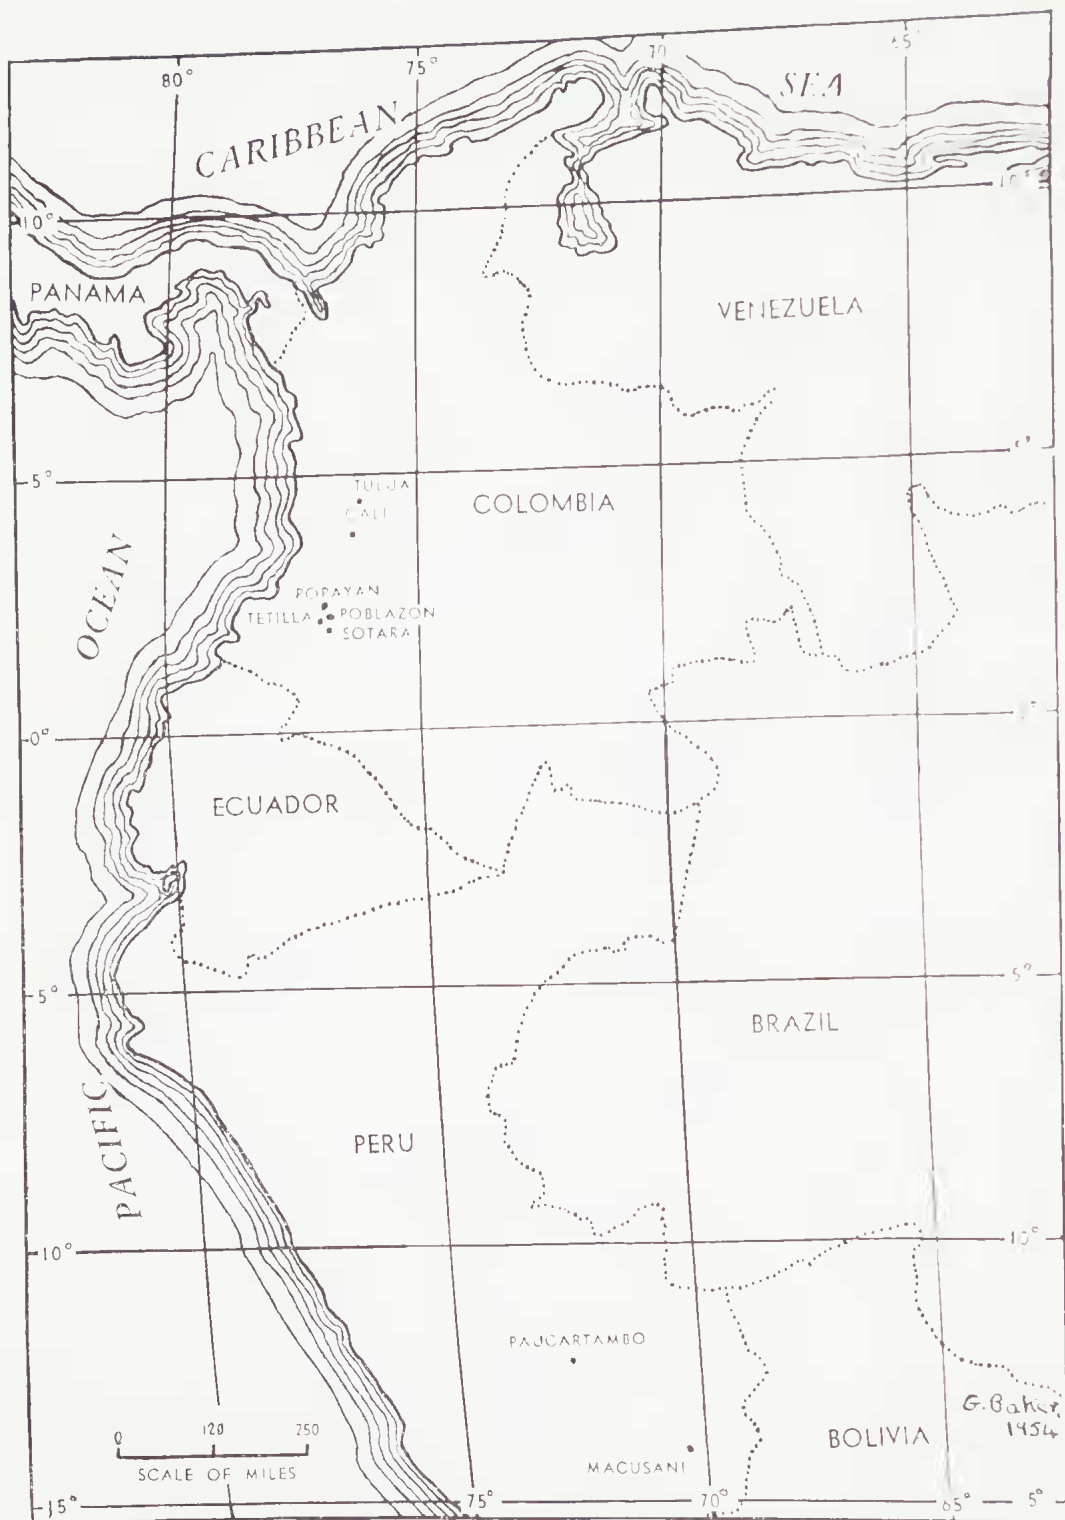 80°
75°
70
65°
CARIBBEAN
SEA
10°
10°
PANAMA
VENEZUELA
5°
TULUA
CALI
COLOMBIA
OCEAN
POPAYAN
TETILLA
POBLAZON
SOTARA
0°
ECUADOR
5°
5°
BRAZIL
PACIFIC
PERU
10°
10°
PAUCARTAMBO
G. Baker,
1954
0
120
250
BOLIVIA
SCALE OF MILES
MACUSANI
15°
75°
70°
65°
5°